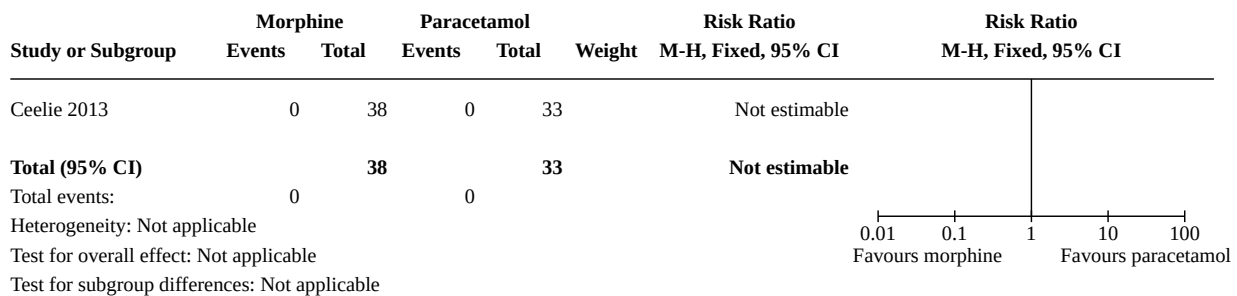 Morphine Paracetamol Risk Ratio Risk Ratio
Study or Subgroup Events Total Events Total Weight M-H, Fixed, 95% CI M-H, Fixed, 95% CI
Ceelie 2013 0 38 0 33 Not estimable
Total (95% CI) 38 33 Not estimable
Total events: 0 0
Heterogeneity: Not applicable
0.01 0.1 1 10 100
Test for overall effect: Not applicable Favours morphine Favours paracetamol
Test for subgroup differences: Not applicable